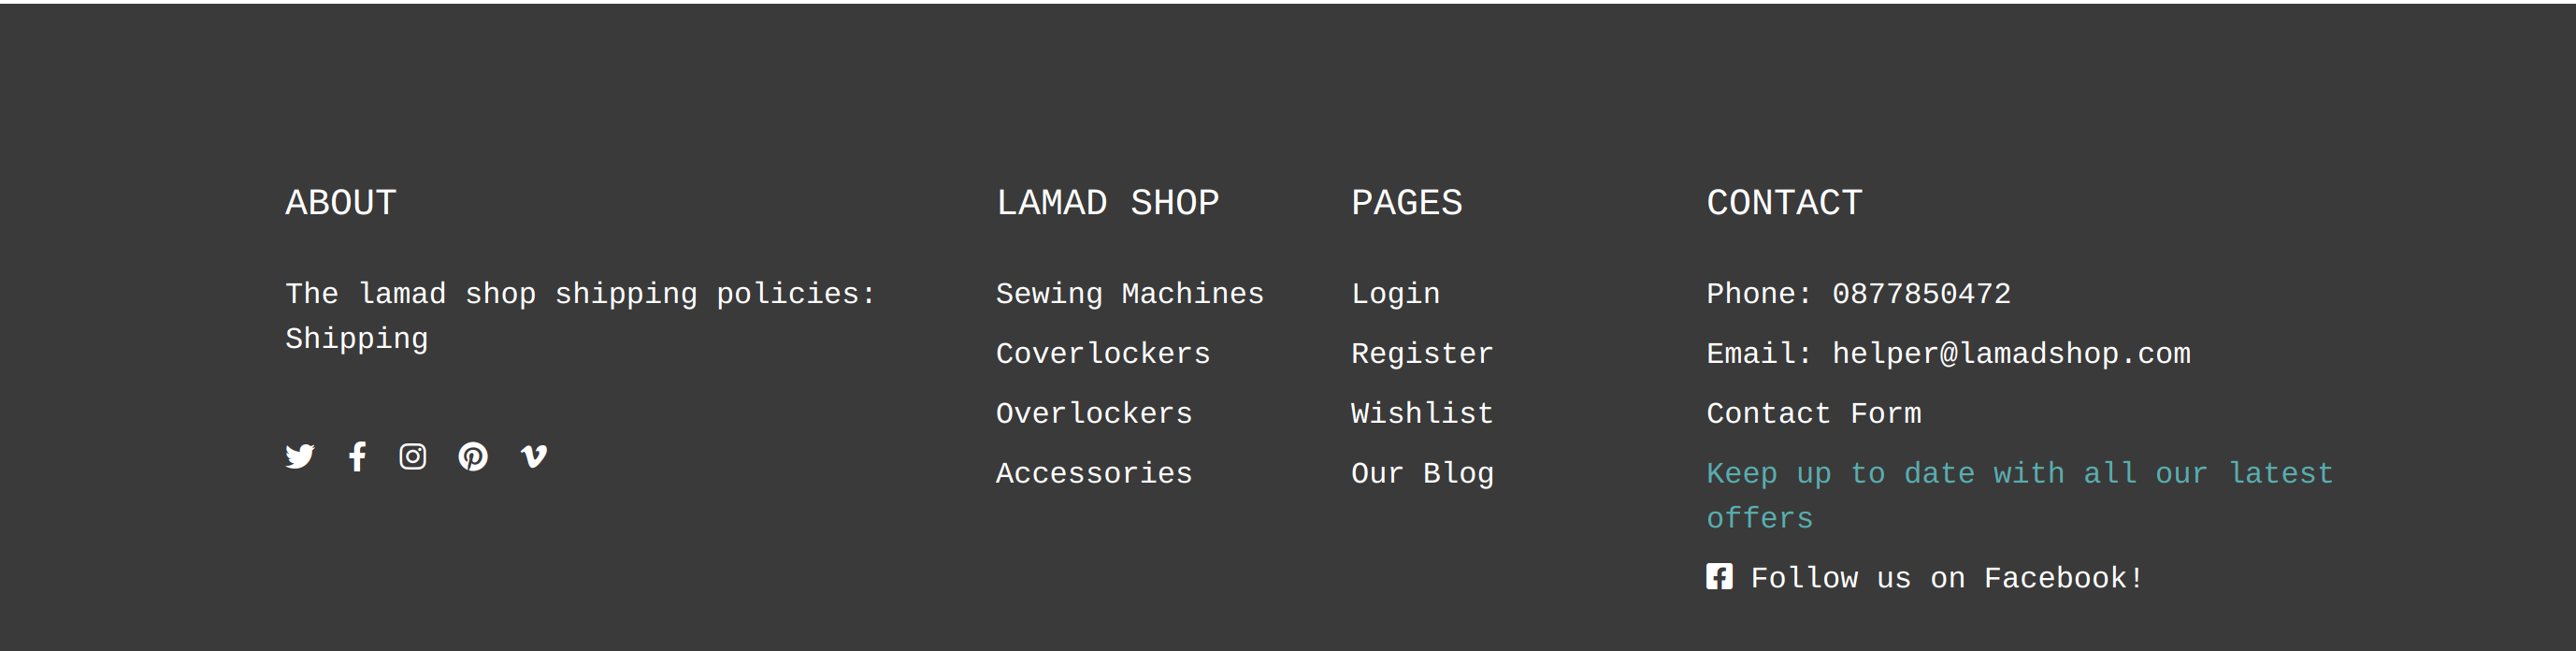 ABOUT
The lamad shop shipping policies:
Shipping
LAMAD SHOP
Sewing Machines
Coverlockers
Overlockers
Accessories
PAGES
Login
Register
Wishlist
Our Blog
CONTACT
Phone: 0877850472
Email: helper@lamadshop.com
Contact Form
Keep up to date with all our latest
offers
Follow us on Facebook!